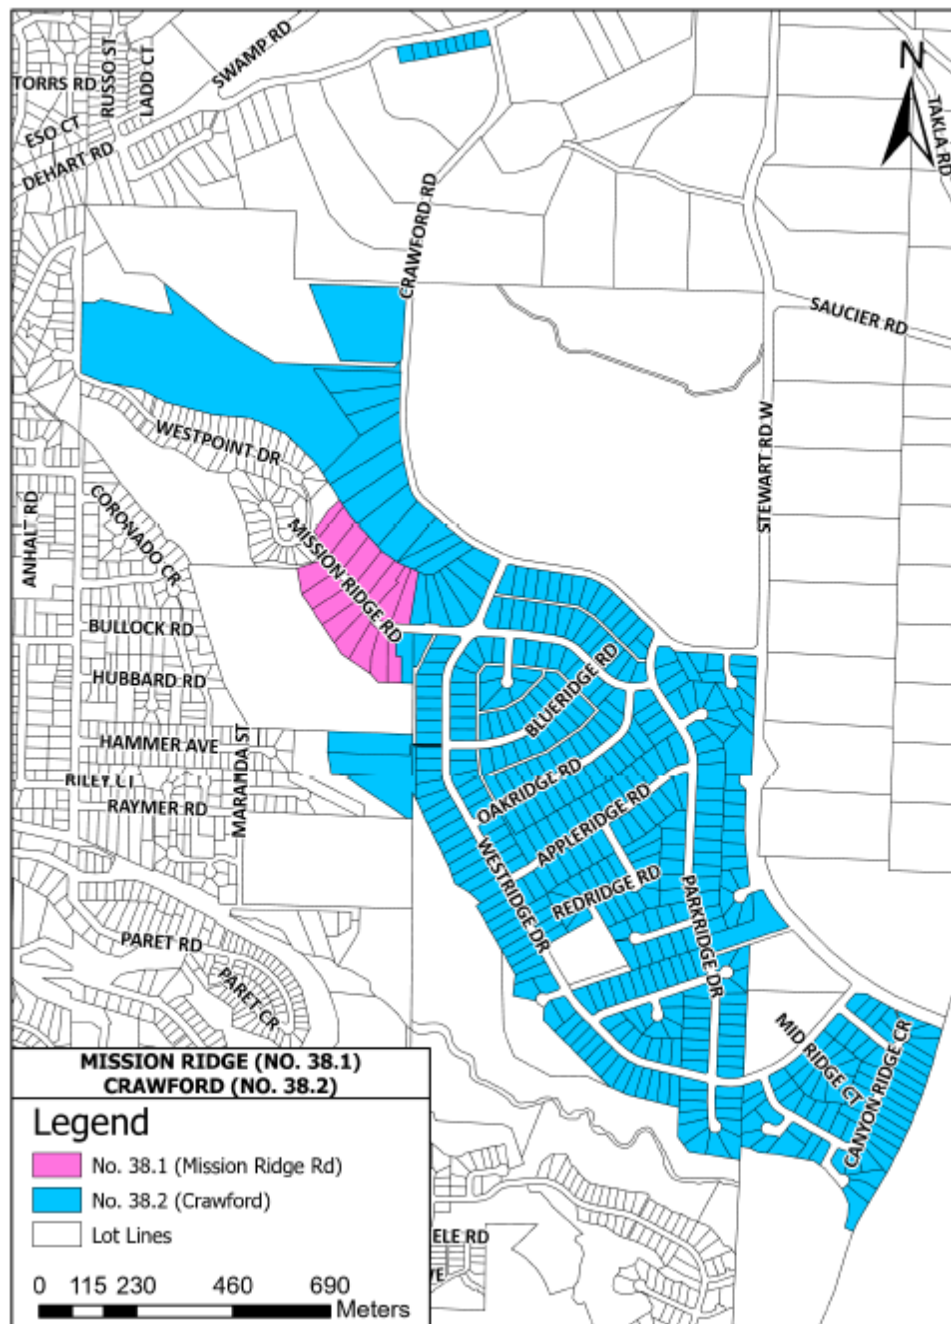 SWAMP RD
RUSSO ST
LADD CT
TORRS RD
N
ESO CT
TAKLA RD
DEHART RD
CRAWFORD RD
SAUCIER RD
WESTPOINT DR
STEWART RD W
CORONADO CR
ANHALT RD
MISSION RIDGE RD
BULLOCK RD
HUBBARD RD
BLUERIDGE RD
HAMMER AVE
MARANDA ST
OAKRIDGE RD
RAYMER RD
APPLERIDGE RD
WESTRIDGE DR
REDRIDGE RD
PARKRIDGE DR
PARET RD
PARET CR
MID RIDGE CT
CANYON RIDGE CR
MISSION RIDGE (NO. 38.1)
CRAWFORD (NO. 38.2)
Legend
No. 38.1 (Mission Ridge Rd)
No. 38.2 (Crawford)
Lot Lines
ELE RD
0 115 230 460 690
Meters